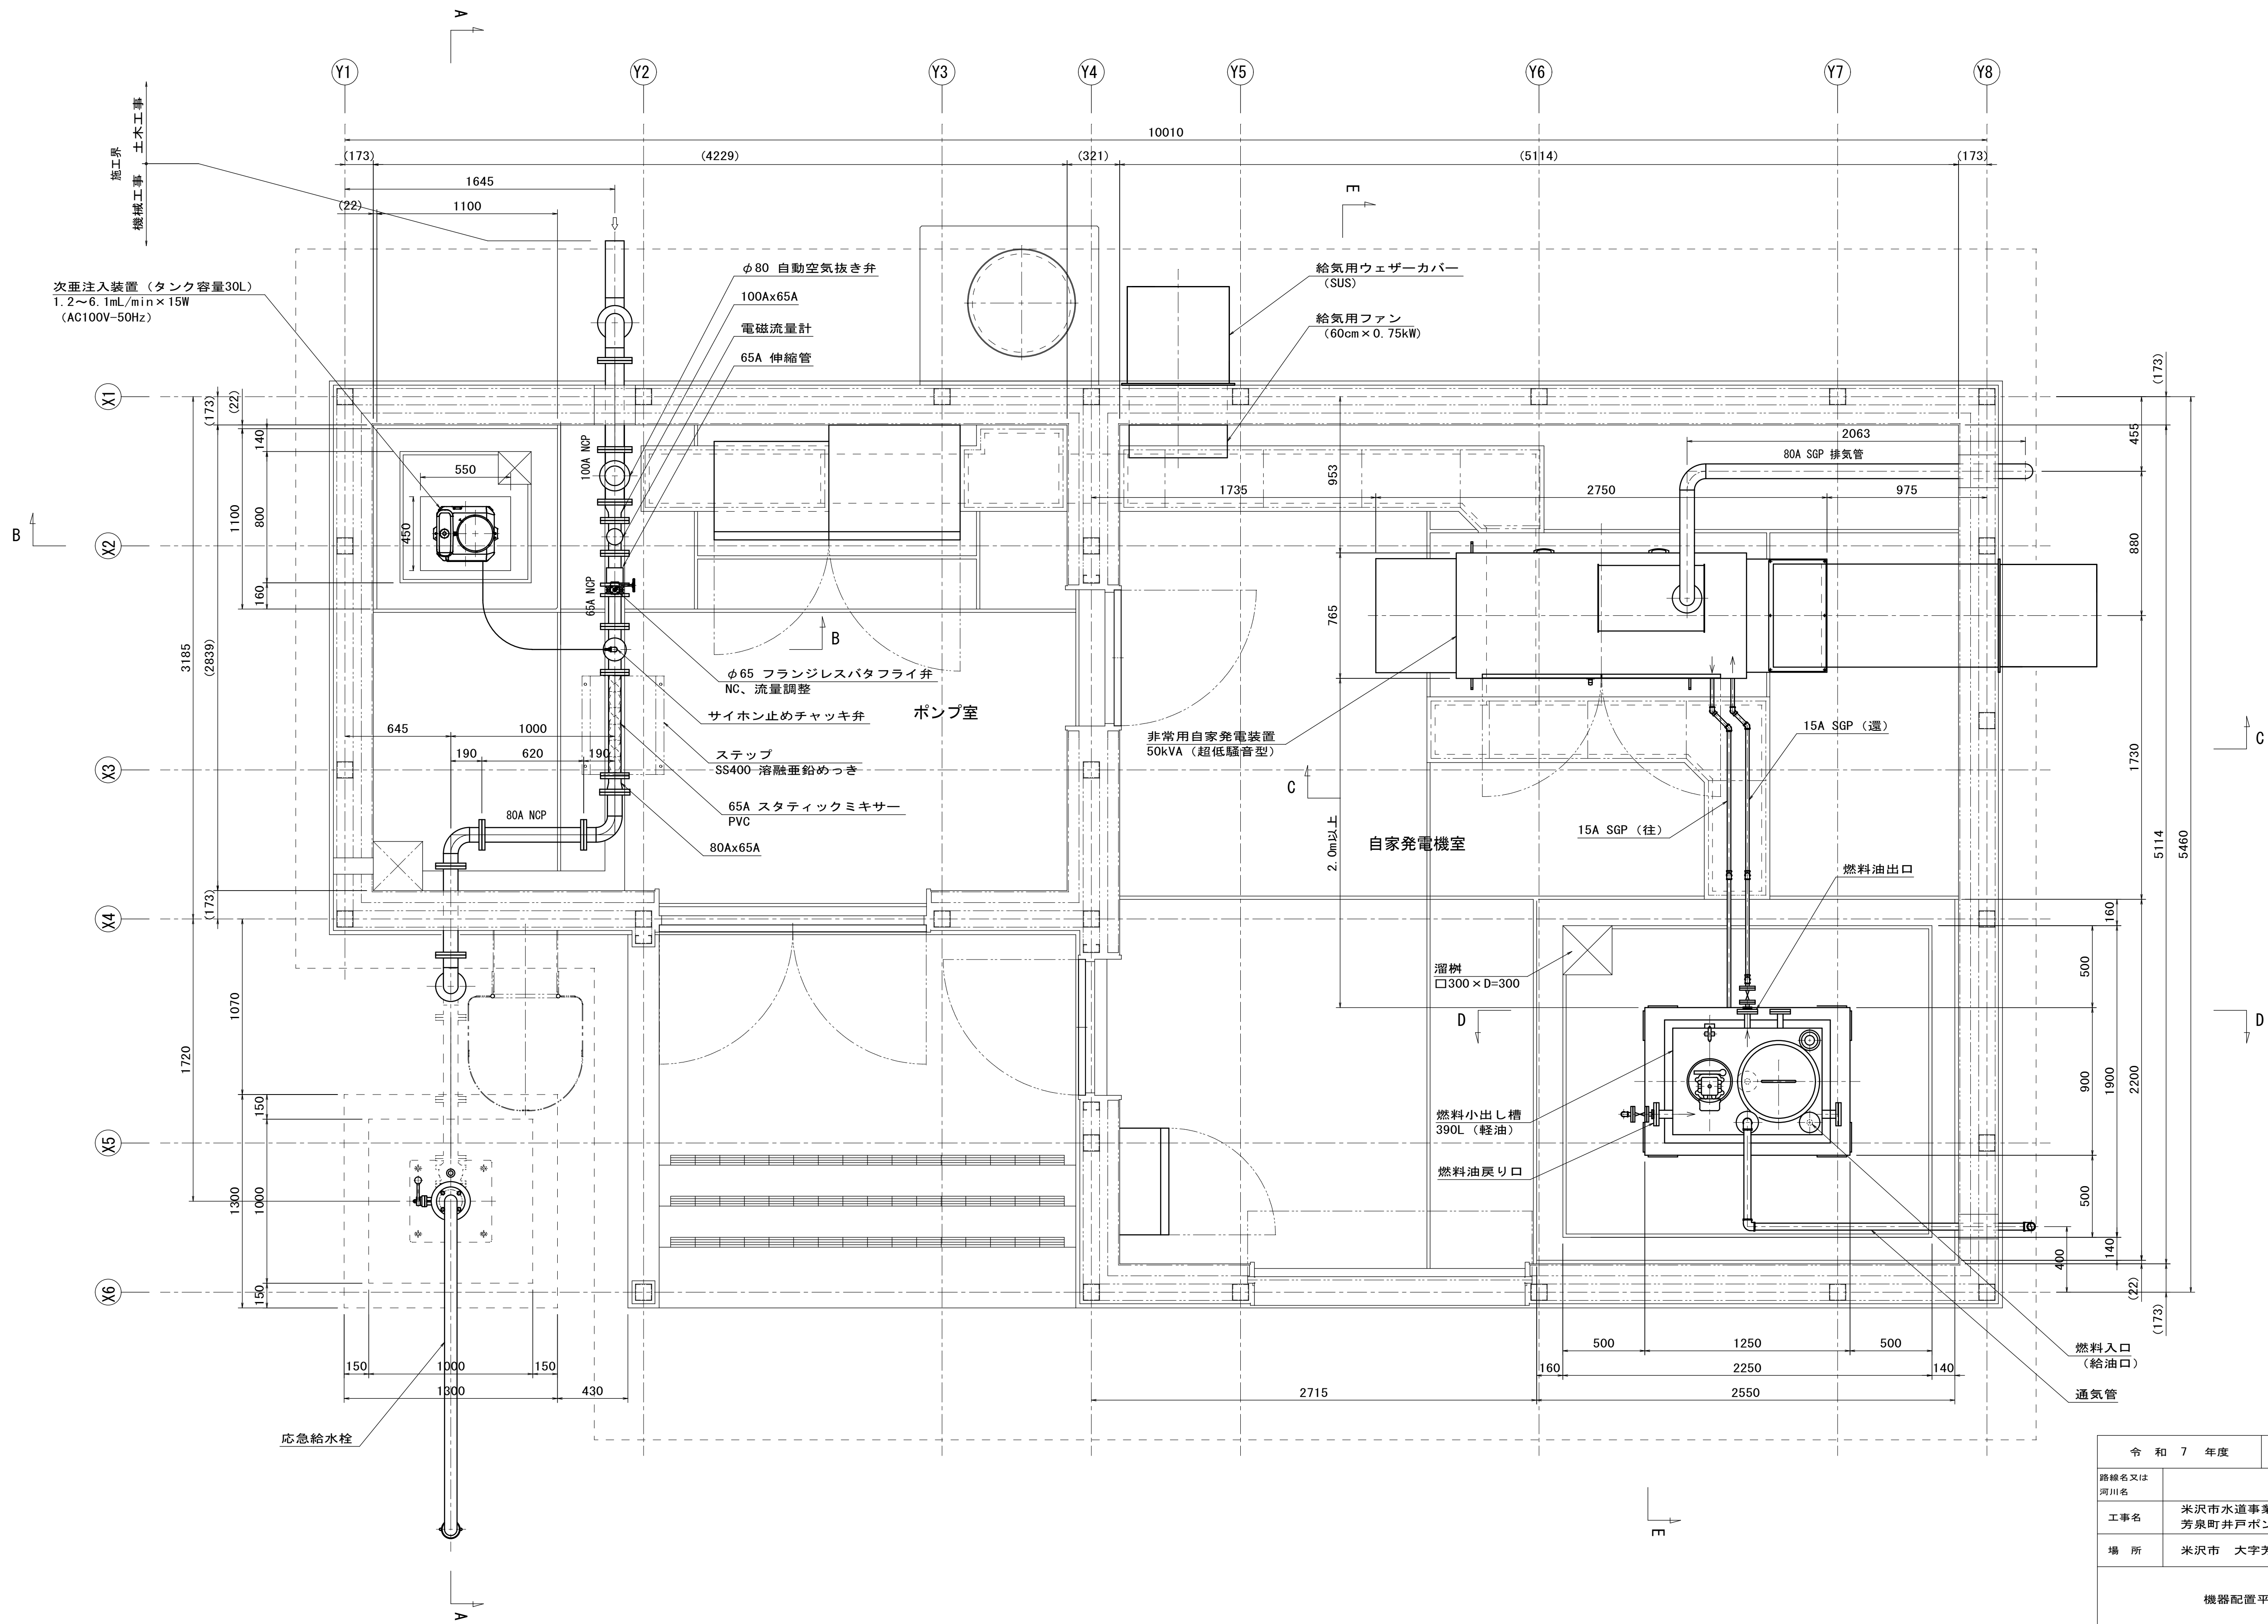 A
Y1
Y2
Y3
Y4
Y5
Y6
Y7
Y8
施工界
土木工事
機械工事
10010
(173)
(4229)
(321)
(5114)
(173)
1645
(22)
1100
E
次亜注入装置（タンク容量30L）
1.2～6.1mL/min×15W
（AC100V-50Hz）
φ80 自動空気抜き弁
100Ax65A
電磁流量計
65A 伸縮管
給気用ウェザーカバー
（SUS）
給気用ファン
（60cm×0.75kW）
X1
X2
X3
X4
X5
X6
(173)
(22)
140
1100
800
160
3185
(2839)
(173)
550
450
100A NCP
65A NCP
B
B
953
765
2.0m以上
1735
2750
975
2063
80A SGP 排気管
(173)
455
880
1730
5114
5460
φ65 フランジレスバタフライ弁
NC、流量調整
サイホン止めチャッキ弁
ポンプ室
ステップ
SS400 溶融亜鉛めっき
65A スタティックミキサー
PVC
80Ax65A
645
1000
190
620
190
80A NCP
非常用自家発電装置
50kVA（超低騒音型）
C
C
自家発電機室
15A SGP（還）
15A SGP（往）
燃料油出口
溜桝
□300×D=300
D
D
燃料小出し槽
390L（軽油）
燃料油戻り口
160
500
900
500
140
1900
2200
400
(22)
(173)
1070
1720
150
1300
1000
150
150
1000
150
1300
430
応急給水栓
500
1250
500
160
2250
140
2715
2550
燃料入口
（給油口）
通気管
E
A
令 和 7 年度
路線名又は
河川名
工事名
米沢市水道事業
芳泉町井戸ポン
場 所
米沢市 大字芳
機器配置平